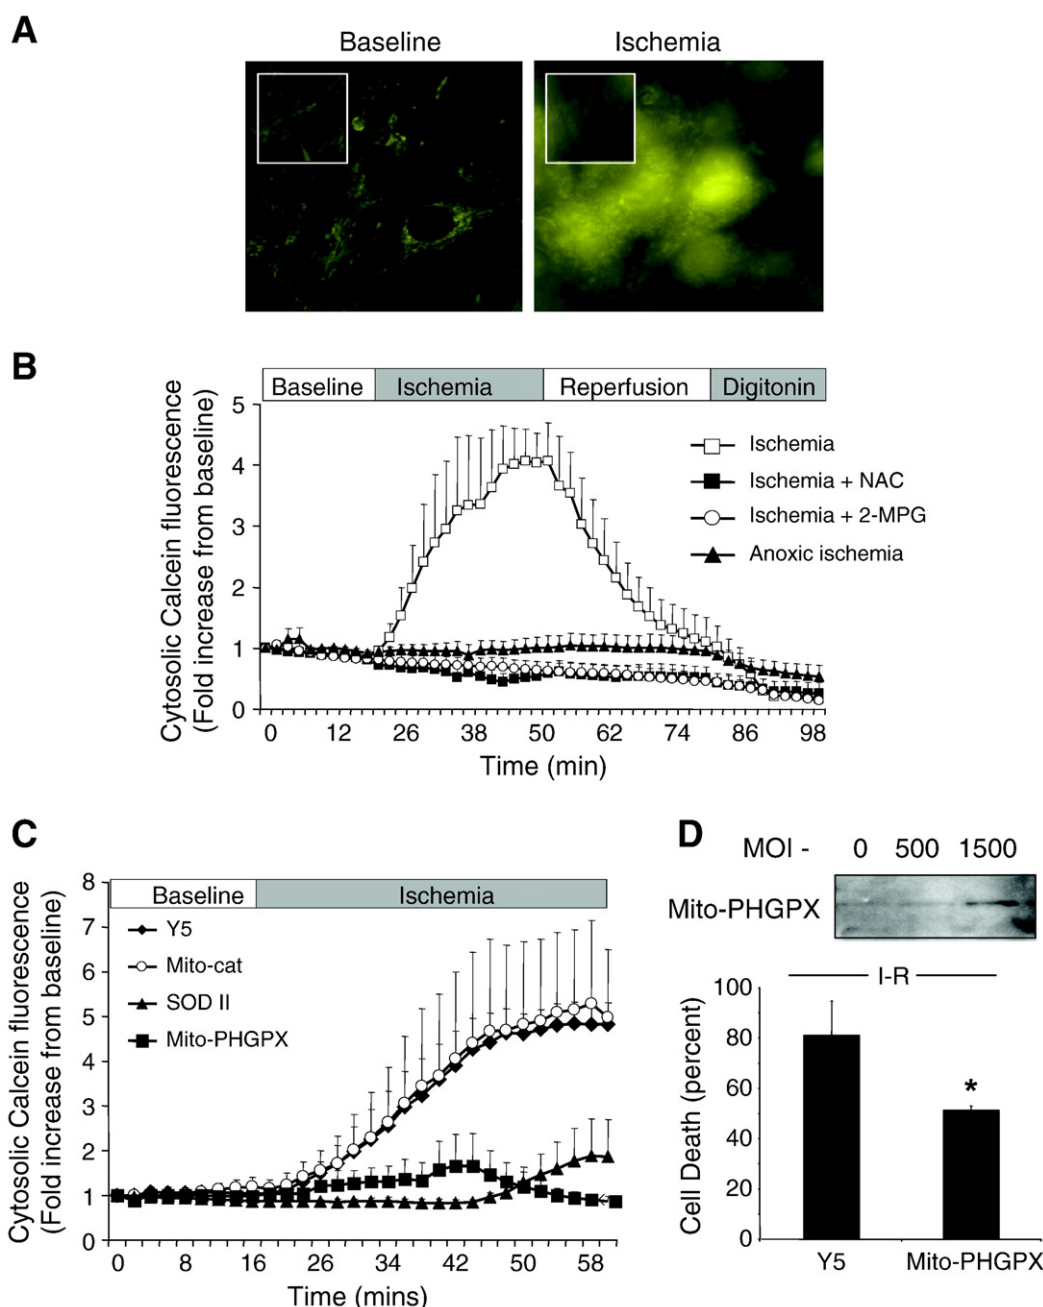 A
Baseline Ischemia
B
Baseline Ischemia Reperfusion Digitonin
Cytosolic Calcein fluorescence
(Fold increase from baseline)
5
4
3
2
1
0
Ischemia
Ischemia + NAC
Ischemia + 2-MPG
Anoxic ischemia
0 12 26 38 50 62 74 86 98
Time (min)
C
Baseline Ischemia
Cytosolic Calcein fluorescence
(Fold increase from baseline)
8
7
6
5
4
3
2
1
0
Y5
Mito-cat
SOD II
Mito-PHGPX
0 8 16 26 34 42 50 58
Time (mins)
D
MOI - 0 500 1500
Mito-PHGPX
I-R
Cell Death (percent)
100
80
60
40
20
0
*
Y5 Mito-PHGPX